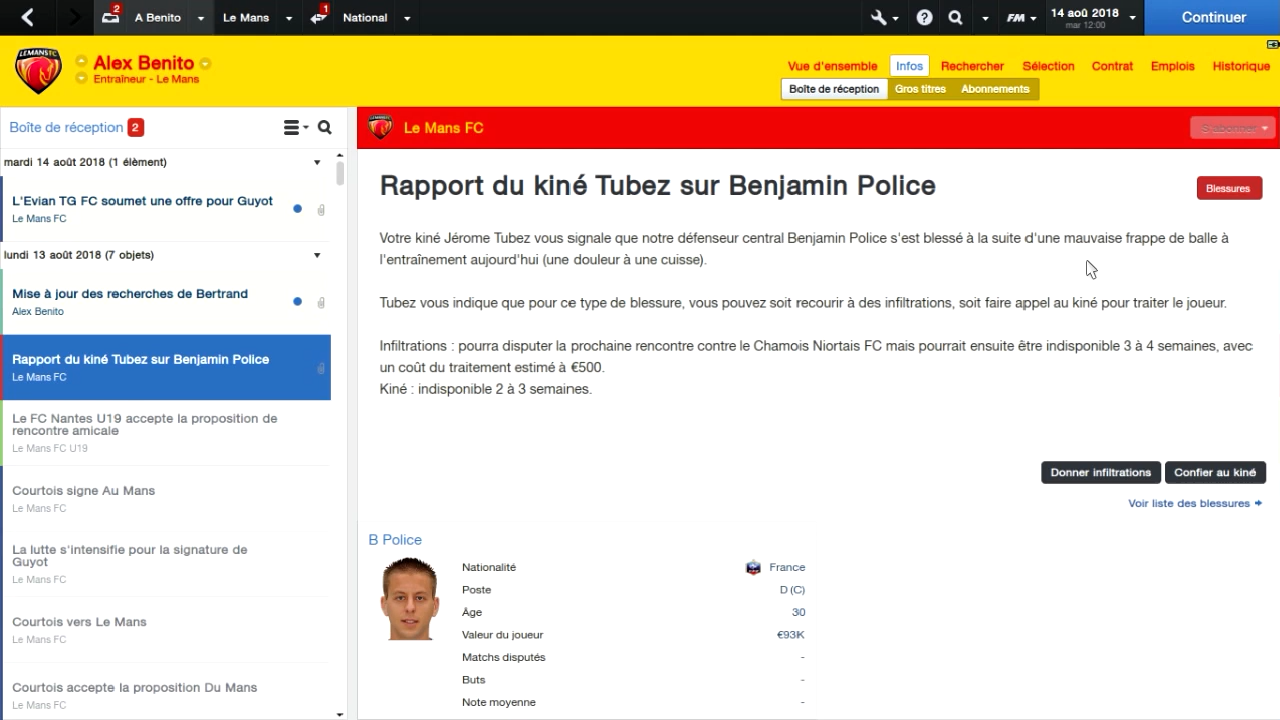 2
A Benito
Le Mans
1
National
FM
14 aoû 2018
mar 12:00
Continuer
LE MANS FC
Alex Benito
Entraîneur - Le Mans
Vue d'ensemble
Infos
Rechercher
Sélection
Contrat
Emplois
Historique
Boîte de réception
Gros titres
Abonnements
Boîte de réception 2
Le Mans FC
S'abonner
mardi 14 août 2018 (1 élèment)
L'Evian TG FC soumet une offre pour Guyot
Le Mans FC
lundi 13 août 2018 (7 objets)
Mise à jour des recherches de Bertrand
Alex Benito
Rapport du kiné Tubez sur Benjamin Police
Le Mans FC
Le FC Nantes U19 accepte la proposition de
rencontre amicale
Le Mans FC U19
Courtois signe Au Mans
Le Mans FC
La lutte s'intensifie pour la signature de
Guyot
Le Mans FC
Courtois vers Le Mans
Le Mans FC
Courtois accepte la proposition Du Mans
Le Mans FC
Rapport du kiné Tubez sur Benjamin Police
Blessures
Votre kiné Jérome Tubez vous signale que notre défenseur central Benjamin Police s'est blessé à la suite d'une mauvaise frappe de balle à
l'entraînement aujourd'hui (une douleur à une cuisse).
Tubez vous indique que pour ce type de blessure, vous pouvez soit recourir à des infiltrations, soit faire appel au kiné pour traiter le joueur.
Infiltrations : pourra disputer la prochaine rencontre contre le Chamois Niortais FC mais pourrait ensuite être indisponible 3 à 4 semaines, avec
un coût du traitement estimé à €500.
Kiné : indisponible 2 à 3 semaines.
Donner infiltrations
Confier au kiné
Voir liste des blessures
B Police
Nationalité France
Poste D (C)
Âge 30
Valeur du joueur €93K
Matchs disputés -
Buts -
Note moyenne -